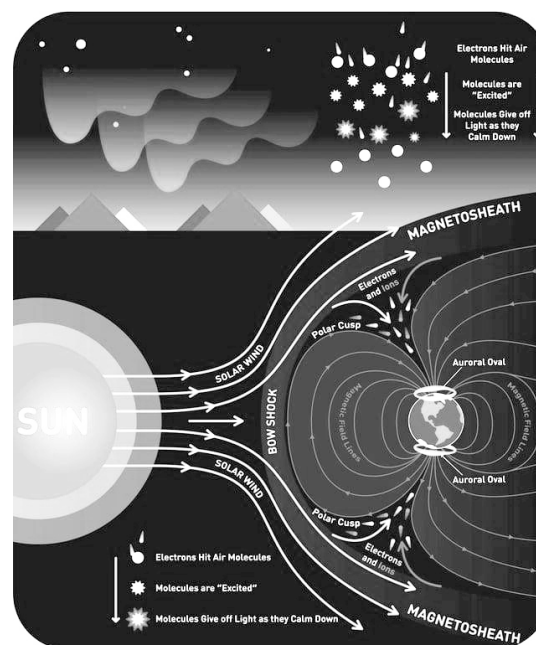 Electrons Hit Air
Molecules
Molecules are
"Excited"
Molecules Give off
Light as they
Calm Down
MAGNETOSHEATH
Electrons
and Ions
Polar Cusp
SOLAR WIND
Auroral Oval
SUN
BOW SHOCK
Magnetic Field Lines
Magnetic Field Lines
SOLAR WIND
Auroral Oval
Polar Cusp
Electrons
and Ions
Electrons Hit Air Molecules
Molecules are "Excited"
Molecules Give off Light as they Calm Down
MAGNETOSHEATH